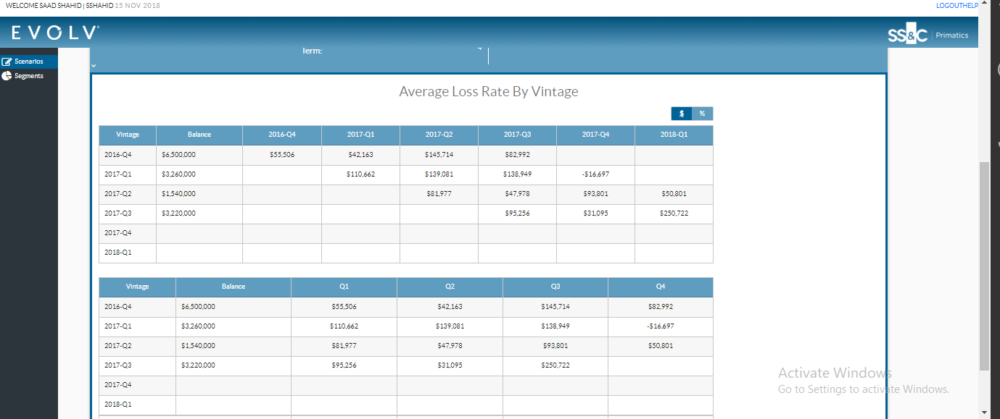 WELCOME SAAD SHAHID | SSHAHID 15 NOV 2018 LOGOUT HELP
EVOLV SS&C Primatics
Term:
Scenarios
Segments
Average Loss Rate By Vintage
$ %
Vintage Balance 2016-Q4 2017-Q1 2017-Q2 2017-Q3 2017-Q4 2018-Q1
2016-Q4 $6,500,000 $55,506 $42,163 $145,714 $82,992
2017-Q1 $3,260,000 $110,662 $139,081 $138,949 -$16,697
2017-Q2 $1,540,000 $81,977 $47,978 $93,801 $50,801
2017-Q3 $3,220,000 $95,256 $31,095 $250,722
2017-Q4
2018-Q1
Vintage Balance Q1 Q2 Q3 Q4
2016-Q4 $6,500,000 $55,506 $42,163 $145,714 $82,992
2017-Q1 $3,260,000 $110,662 $139,081 $138,949 -$16,697
2017-Q2 $1,540,000 $81,977 $47,978 $93,801 $50,801
2017-Q3 $3,220,000 $95,256 $31,095 $250,722
2017-Q4
2018-Q1
Activate Windows
Go to Settings to activate Windows.